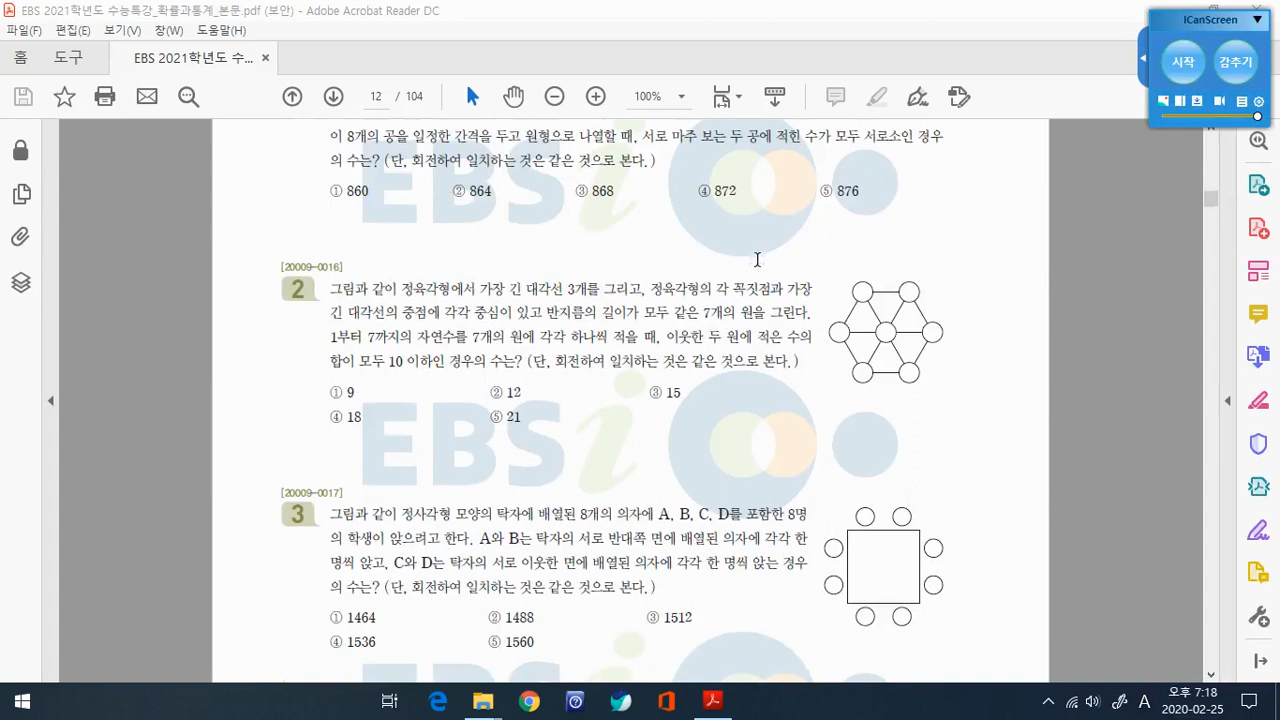 EBS 2021학년도 수능특강_확률과통계_본문.pdf (보안) - Adobe Acrobat Reader DC
ICanScreen
파일(F) 편집(E) 보기(V) 창(W) 도움말(H)
시작 감추기
홈 도구 EBS 2021학년도 수... ×
12 / 104 100%
이 8개의 공을 일정한 간격을 두고 원형으로 나열할 때, 서로 마주 보는 두 공에 적힌 수가 모두 서로소인 경우
의 수는? (단, 회전하여 일치하는 것은 같은 것으로 본다.)
① 860 ② 864 ③ 868 ④ 872 ⑤ 876
EBSi
[20009-0016]
2 그림과 같이 정육각형에서 가장 긴 대각선 3개를 그리고, 정육각형의 각 꼭짓점과 가장
긴 대각선의 중점에 각각 중심이 있고 반지름의 길이가 모두 같은 7개의 원을 그린다.
1부터 7까지의 자연수를 7개의 원에 각각 하나씩 적을 때, 이웃한 두 원에 적은 수의
합이 모두 10 이하인 경우의 수는? (단, 회전하여 일치하는 것은 같은 것으로 본다.)
① 9 ② 12 ③ 15
④ 18 ⑤ 21
EBSi
[20009-0017]
3 그림과 같이 정사각형 모양의 탁자에 배열된 8개의 의자에 A, B, C, D를 포함한 8명
의 학생이 앉으려고 한다. A와 B는 탁자의 서로 반대쪽 면에 배열된 의자에 각각 한
명씩 앉고, C와 D는 탁자의 서로 이웃한 면에 배열된 의자에 각각 한 명씩 앉는 경우
의 수는? (단, 회전하여 일치하는 것은 같은 것으로 본다.)
① 1464 ② 1488 ③ 1512
④ 1536 ⑤ 1560
A 오후 7:18
2020-02-25